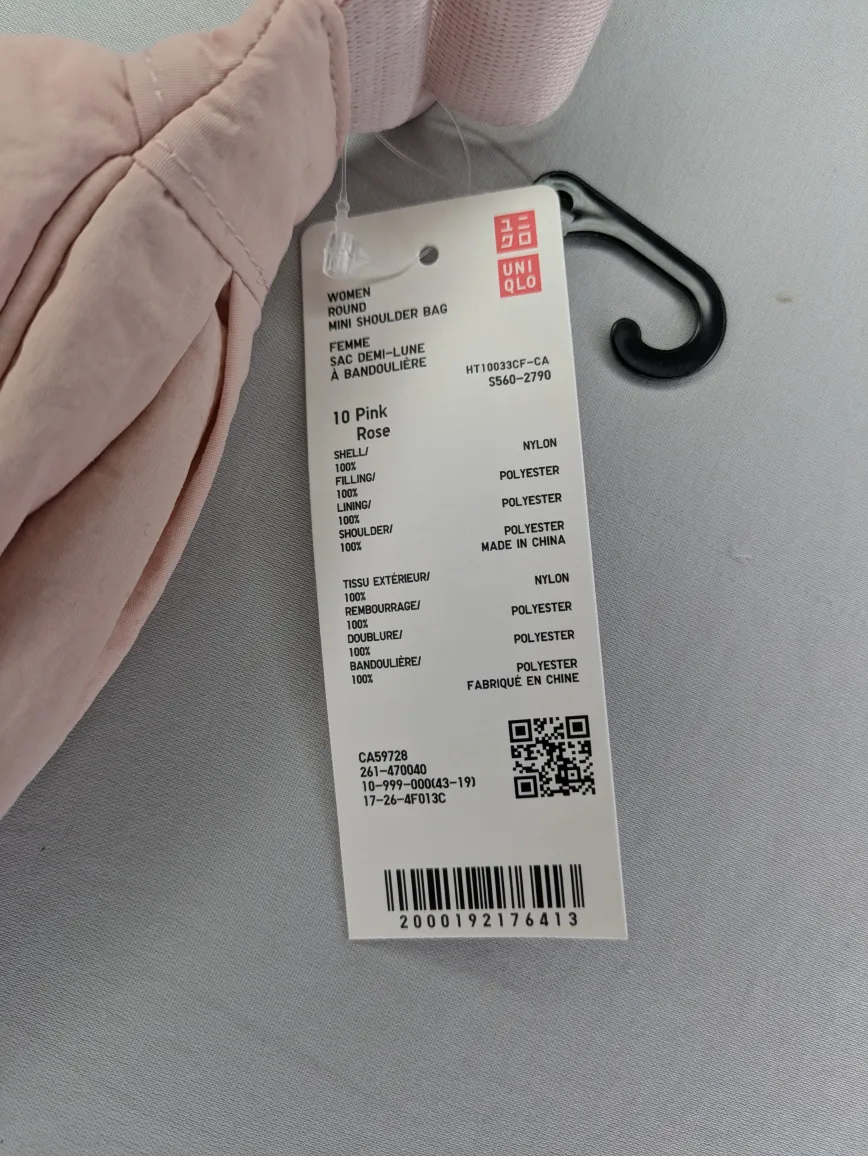 ユニ
クロ
UNI
QLO
WOMEN
ROUND
MINI SHOULDER BAG
FEMME
SAC DEMI-LUNE
À BANDOULIÈRE
HT10033CF-CA
S560-2790
10 Pink
Rose
SHELL/ NYLON
100%
FILLING/ POLYESTER
100%
LINING/ POLYESTER
100%
SHOULDER/ POLYESTER
100% MADE IN CHINA
TISSU EXTÉRIEUR/ NYLON
100%
REMBOURRAGE/ POLYESTER
100%
DOUBLURE/ POLYESTER
100%
BANDOULIÈRE/ POLYESTER
100% FABRIQUÉ EN CHINE
CA59728
261-470040
10-999-000(43-19)
17-26-4F013C
2000192176413